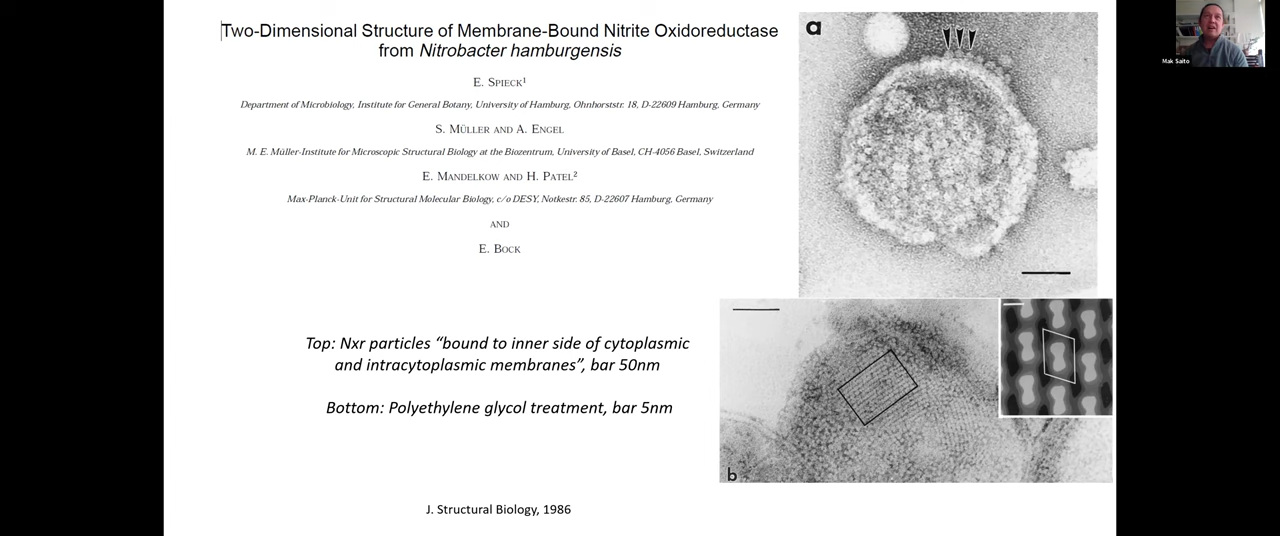 Two-Dimensional Structure of Membrane-Bound Nitrite Oxidoreductase
from Nitrobacter hamburgensis
E. Spieck¹
Department of Microbiology, Institute for General Botany, University of Hamburg, Ohnhorststr. 18, D-22609 Hamburg, Germany
S. Müller and A. Engel
M. E. Müller-Institute for Microscopic Structural Biology at the Biozentrum, University of Basel, CH-4056 Basel, Switzerland
E. Mandelkow and H. Patel²
Max-Planck-Unit for Structural Molecular Biology, c/o DESY, Notkestr. 85, D-22607 Hamburg, Germany
AND
E. Bock
Top: Nxr particles “bound to inner side of cytoplasmic
and intracytoplasmic membranes”, bar 50nm
Bottom: Polyethylene glycol treatment, bar 5nm
J. Structural Biology, 1986
a
b
Mak Saito